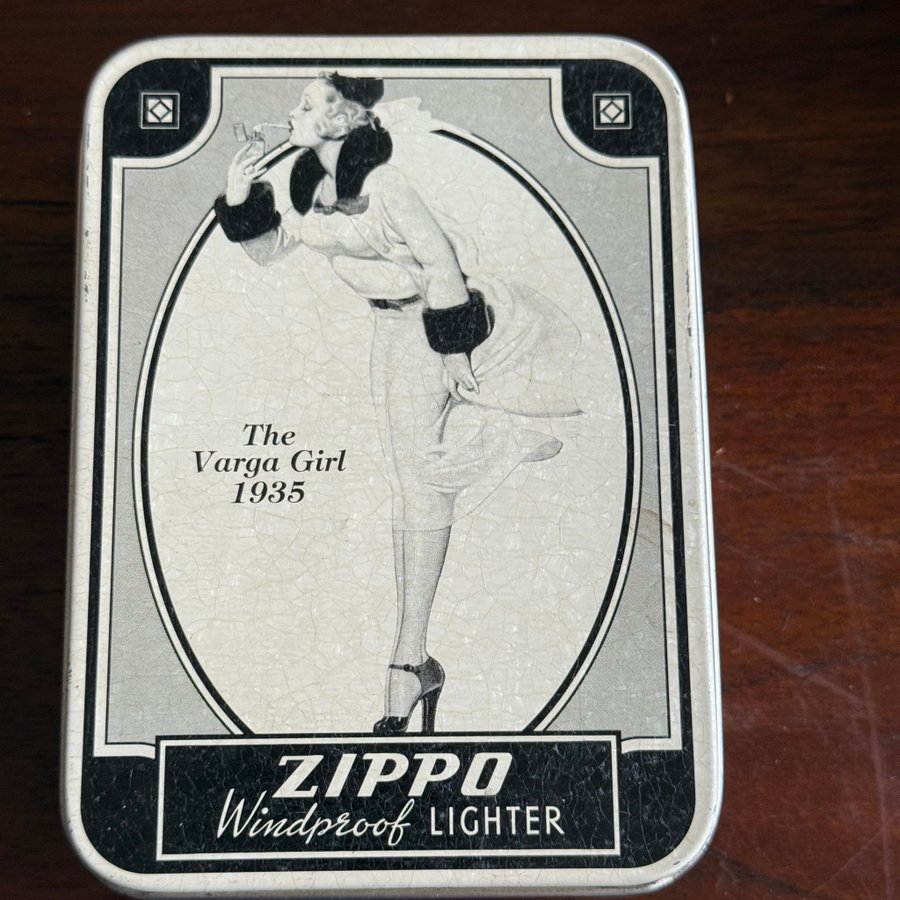 The
Varga Girl
1935
ZIPPO
Windproof LIGHTER